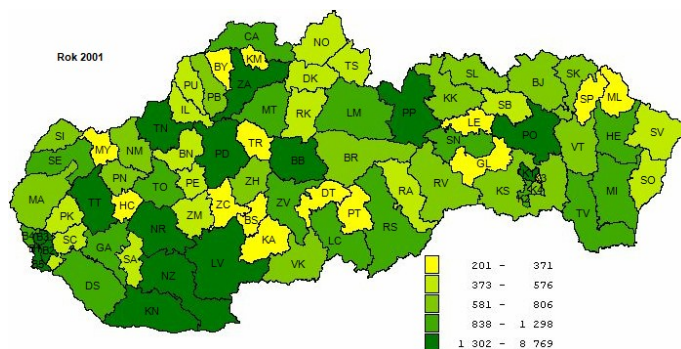 CA
NO
Rok 2001
BY
KM
TS
DK
SL
SK
PU
PB
ZA
BJ
KK
SP
ML
IL
MT
RK
LM
PP
SB
TN
LE
PO
HE
SV
SI
MY
NM
BN
PD
TR
BB
BR
SN
VT
SE
GL
PN
PE
ZH
TO
RV
MA
TT
HC
ZM
ZC
BS
ZV
DT
PT
RA
KS
MI
SO
PK
SC
NR
KA
RS
TV
GA
SA
NZ
LV
LC
VK
DS
KN
201 - 371
373 - 576
581 - 806
838 - 1 298
1 302 - 8 769